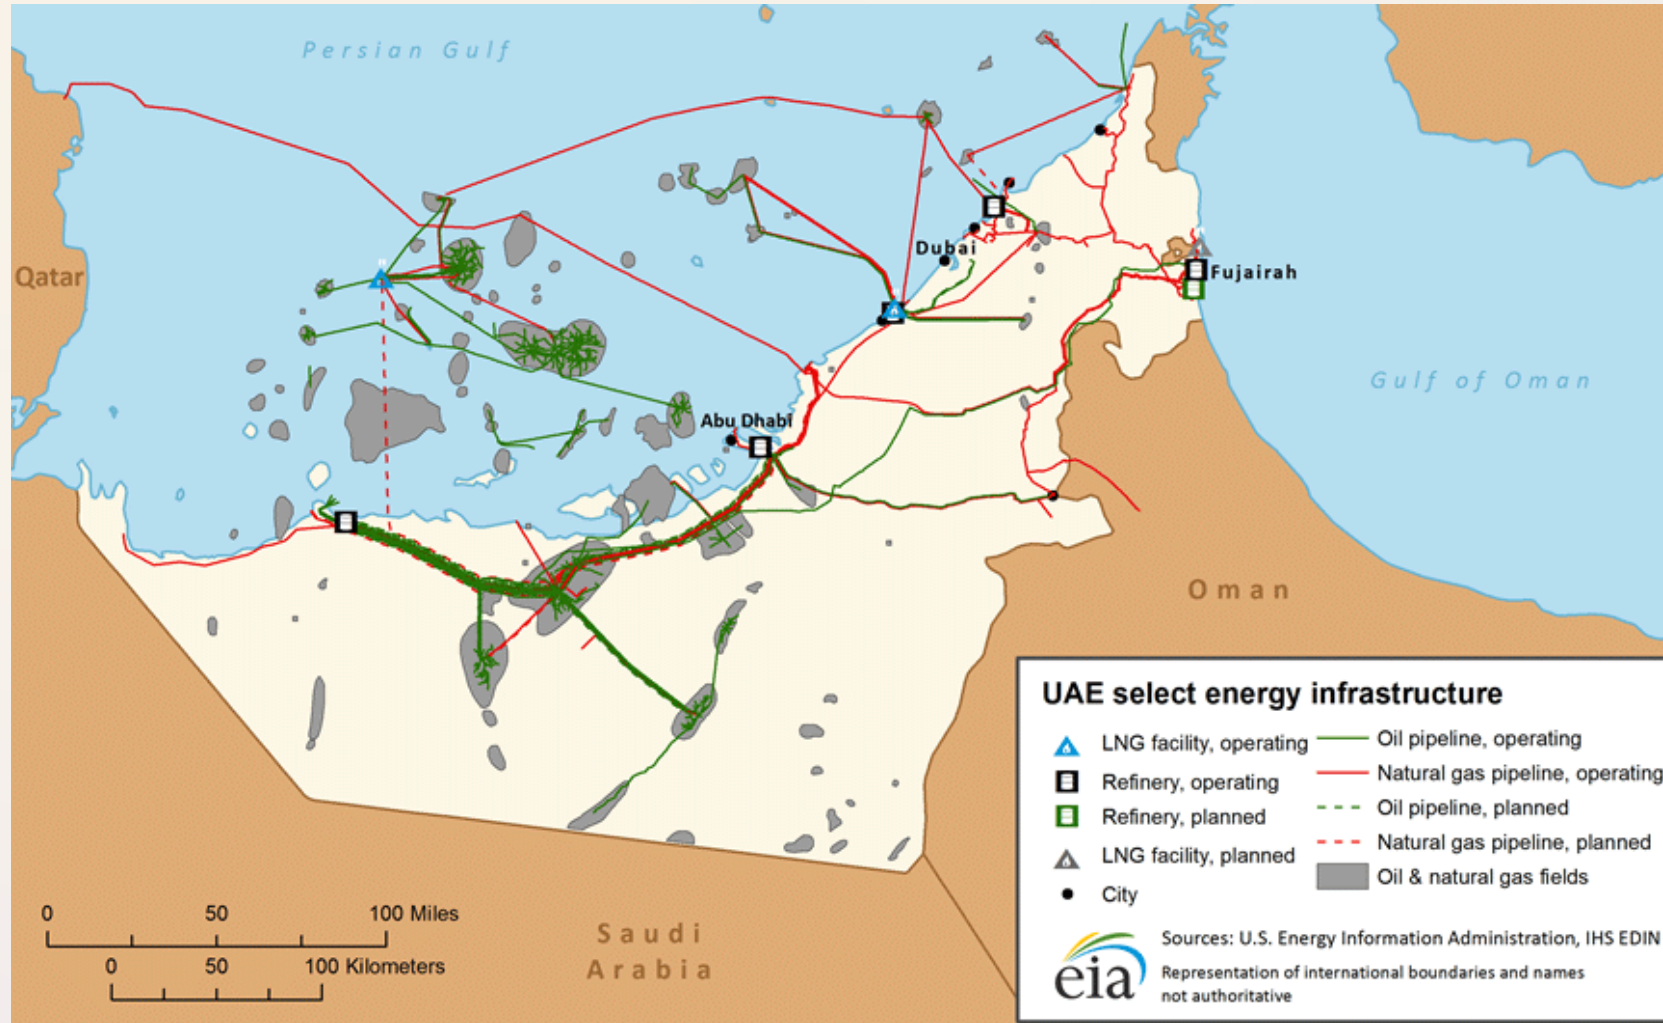 Persian Gulf
Qatar
Dubai
Fujairah
Gulf of Oman
Abu Dhabi
Oman
Saudi
Arabia
UAE select energy infrastructure
LNG facility, operating
Refinery, operating
Refinery, planned
LNG facility, planned
City
Oil pipeline, operating
Natural gas pipeline, operating
Oil pipeline, planned
Natural gas pipeline, planned
Oil & natural gas fields
0 50 100 Miles
0 50 100 Kilometers
eia
Sources: U.S. Energy Information Administration, IHS EDIN
Representation of international boundaries and names
not authoritative